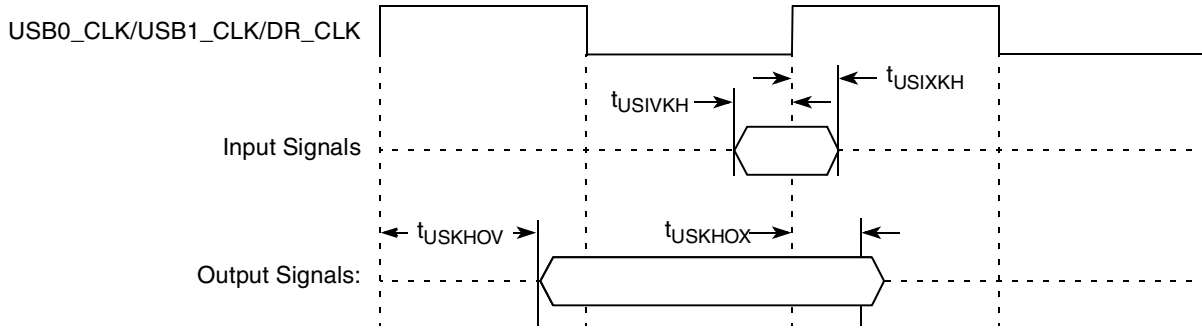 USB0_CLK/USB1_CLK/DR_CLK
tUSIXKH
tUSIVKH
Input Signals
tUSKHOV
tUSKHOX
Output Signals: